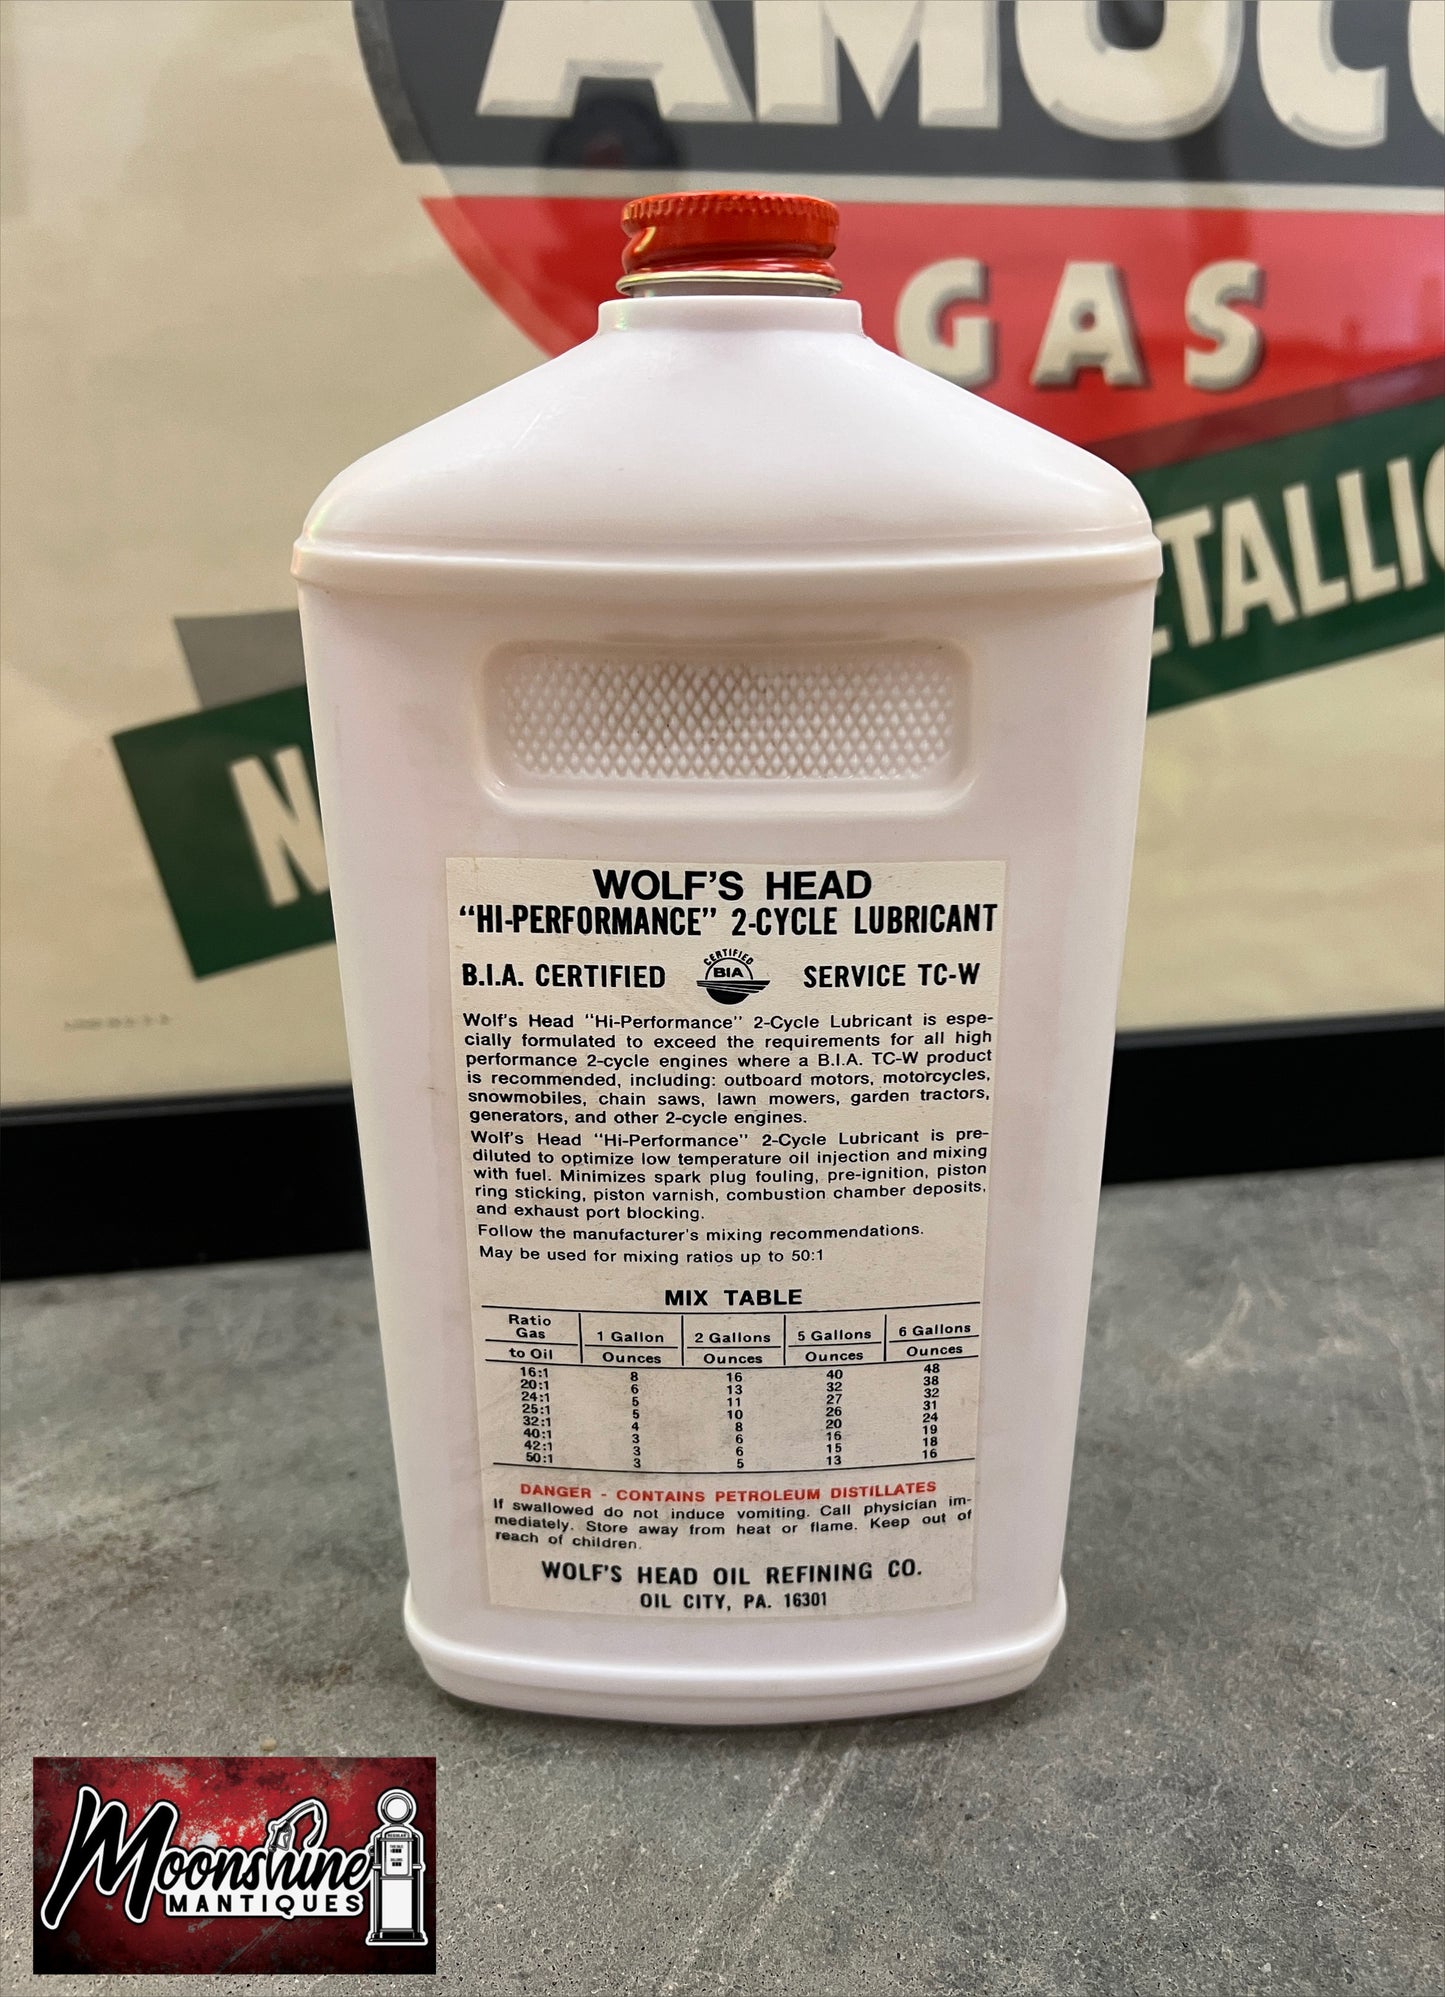 AMOCO
GAS
N
ETALLIC
WOLF'S HEAD
"HI-PERFORMANCE" 2-CYCLE LUBRICANT
B.I.A. CERTIFIED CERTIFIED BIA SERVICE TC-W
Wolf's Head "Hi-Performance" 2-Cycle Lubricant is espe-
cially formulated to exceed the requirements for all high
performance 2-cycle engines where a B.I.A. TC-W product
is recommended, including: outboard motors, motorcycles,
snowmobiles, chain saws, lawn mowers, garden tractors,
generators, and other 2-cycle engines.
Wolf's Head "Hi-Performance" 2-Cycle Lubricant is pre-
diluted to optimize low temperature oil injection and mixing
with fuel. Minimizes spark plug fouling, pre-ignition, piston
ring sticking, piston varnish, combustion chamber deposits,
and exhaust port blocking.
Follow the manufacturer's mixing recommendations.
May be used for mixing ratios up to 50:1
MIX TABLE
Ratio Gas to Oil 1 Gallon Ounces 2 Gallons Ounces 5 Gallons Ounces 6 Gallons Ounces
16:1 8 16 40 48
20:1 6 13 32 38
24:1 5 11 27 32
25:1 5 10 26 31
32:1 4 8 20 24
40:1 3 6 16 19
42:1 3 6 15 18
50:1 3 5 13 16
DANGER - CONTAINS PETROLEUM DISTILLATES
If swallowed do not induce vomiting. Call physician im-
mediately. Store away from heat or flame. Keep out of
reach of children.
WOLF'S HEAD OIL REFINING CO.
OIL CITY, PA. 16301
Moonshine
MANTIQUES